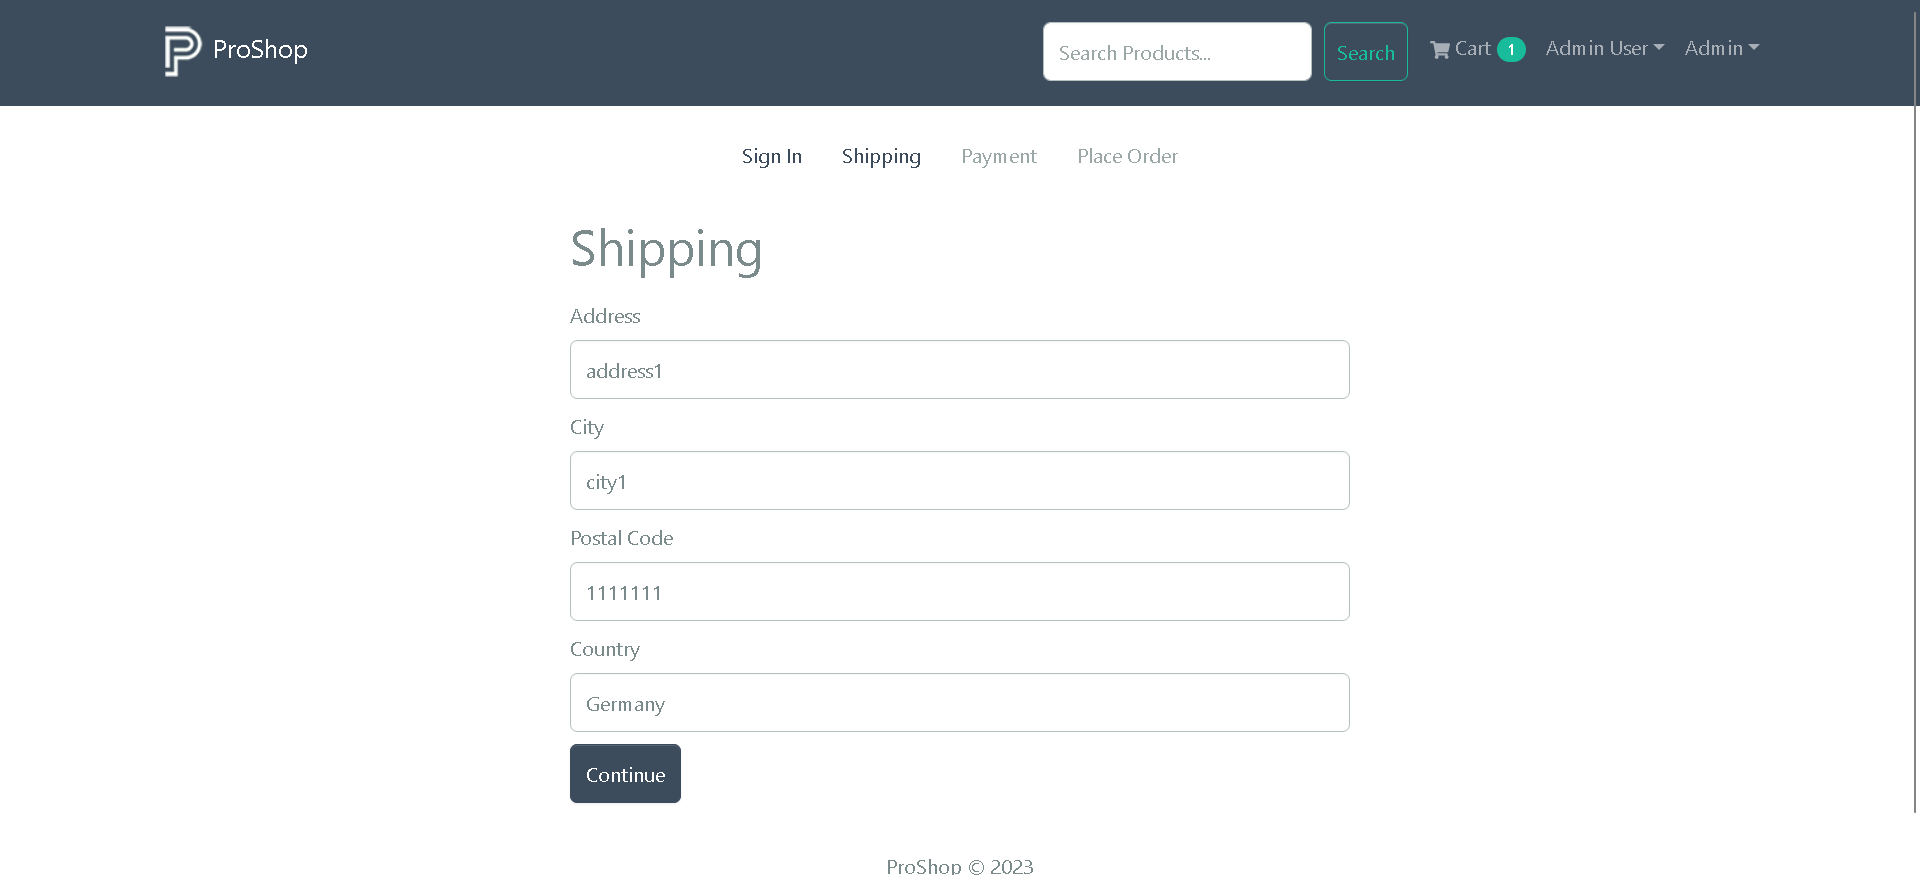 ProShop
Search Products...
Search
Cart 1
Admin User
Admin
Sign In
Shipping
Payment
Place Order
Shipping
Address
address1
City
city1
Postal Code
1111111
Country
Germany
Continue
ProShop © 2023